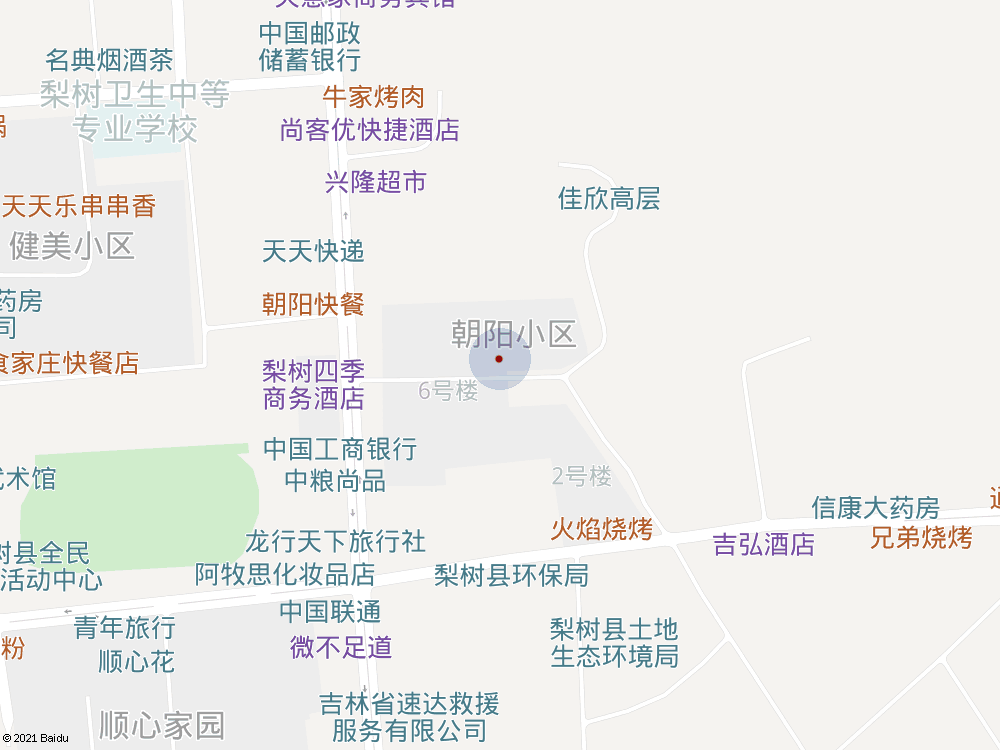 天意家商务宾馆
中国邮政
储蓄银行
名典烟酒茶
梨树卫生中等
专业学校
牛家烤肉
尚客优快捷酒店
兴隆超市
佳欣高层
天天乐串串香
健美小区
天天快递
药房
司
朝阳快餐
朝阳小区
食家庄快餐店
梨树四季
商务酒店
6号楼
中国工商银行
中粮尚品
2号楼
术馆
信康大药房
火焰烧烤
吉弘酒店
兄弟烧烤
龙行天下旅行社
树县全民
活动中心
阿牧思化妆品店
梨树县环保局
中国联通
青年旅行
微不足道
粉
顺心花
梨树县土地
生态环境局
吉林省速达救援
服务有限公司
顺心家园
© 2021 Baidu